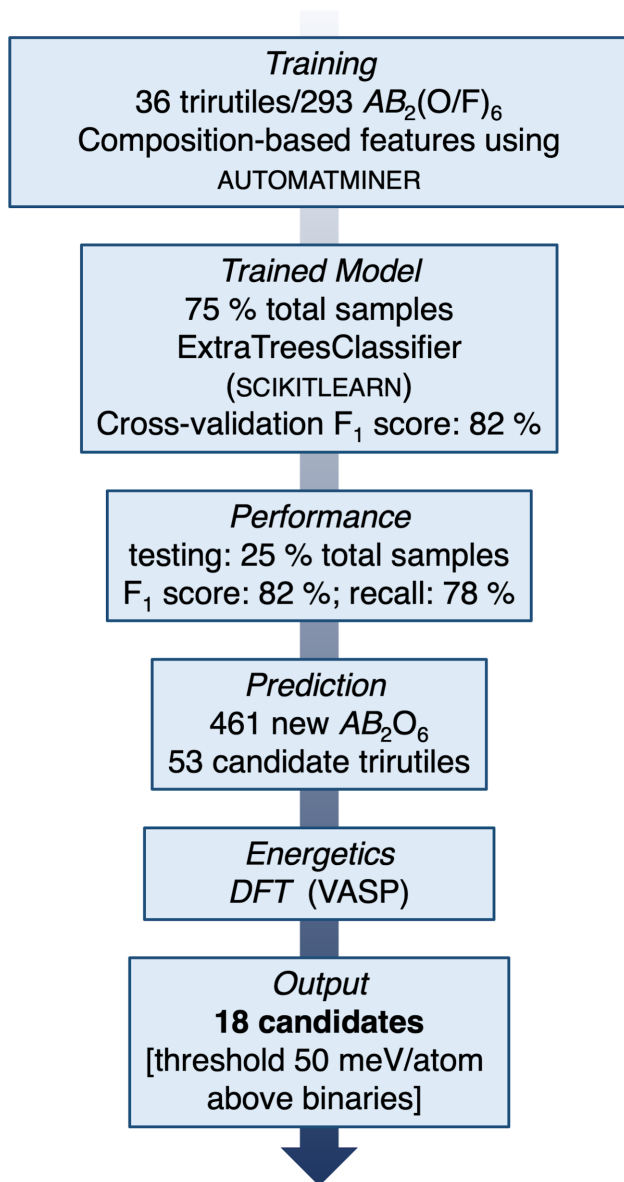 Training
36 trirutiles/293 AB₂(O/F)₆
Composition-based features using
AUTOMATMINER
Trained Model
75 % total samples
ExtraTreesClassifier
(SCIKITLEARN)
Cross-validation F₁ score: 82 %
Performance
testing: 25 % total samples
F₁ score: 82 %; recall: 78 %
Prediction
461 new AB₂O₆
53 candidate trirutiles
Energetics
DFT (VASP)
Output
18 candidates
[threshold 50 meV/atom
above binaries]